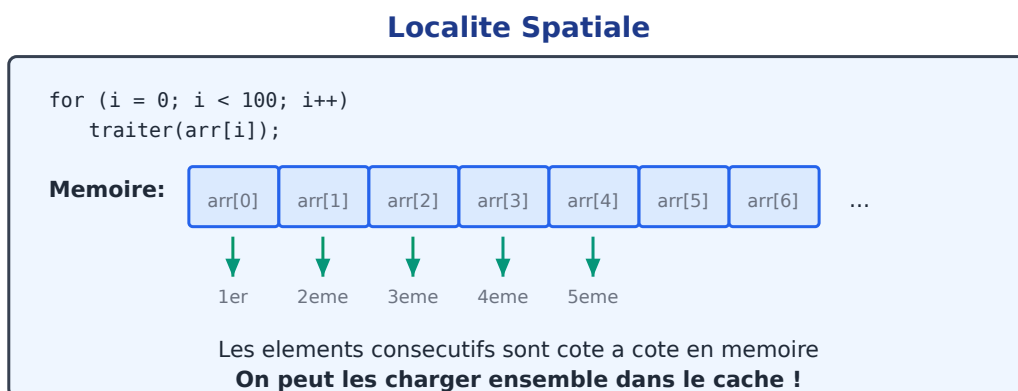 Localite Spatiale
for (i = 0; i < 100; i++)
traiter(arr[i]);
Memoire: arr[0] arr[1] arr[2] arr[3] arr[4] arr[5] arr[6] ...
1er 2eme 3eme 4eme 5eme
Les elements consecutifs sont cote a cote en memoire
On peut les charger ensemble dans le cache !